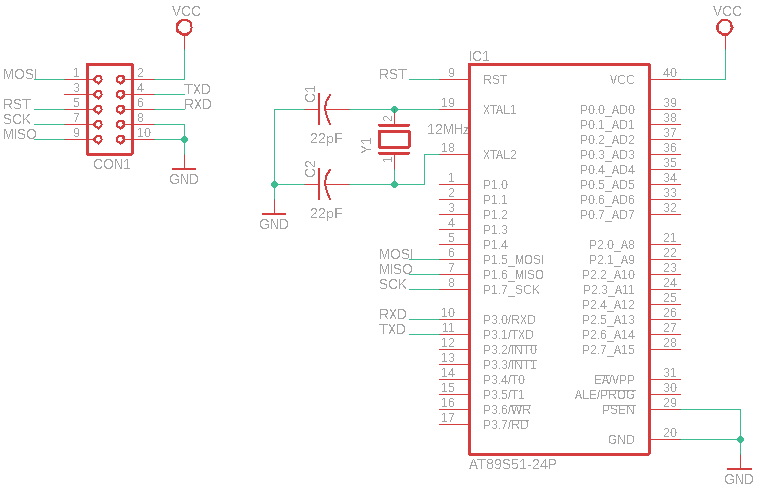 VCC
MOSI 1 2
3 4 TXD
RST 5 6 RXD
SCK 7 8
MISO 9 10
CON1
GND
C1
22pF
C2
22pF
GND
2
Y1
1
12MHz
VCC
IC1
RST 9 RST VCC 40
19 XTAL1 P0.0_AD0 39
P0.1_AD1 38
P0.2_AD2 37
18 XTAL2 P0.3_AD3 36
P0.4_AD4 35
1 P1.0 P0.5_AD5 34
2 P1.1 P0.6_AD6 33
3 P1.2 P0.7_AD7 32
4 P1.3
5 P1.4 P2.0_A8 21
MOSI 6 P1.5_MOSI P2.1_A9 22
MISO 7 P1.6_MISO P2.2_A10 23
SCK 8 P1.7_SCK P2.3_A11 24
P2.4_A12 25
RXD 10 P3.0/RXD P2.5_A13 26
TXD 11 P3.1/TXD P2.6_A14 27
12 P3.2/INT0 P2.7_A15 28
13 P3.3/INT1
14 P3.4/T0 EA/VPP 31
15 P3.5/T1 ALE/PROG 30
16 P3.6/WR PSEN 29
17 P3.7/RD
GND 20
AT89S51-24P
GND